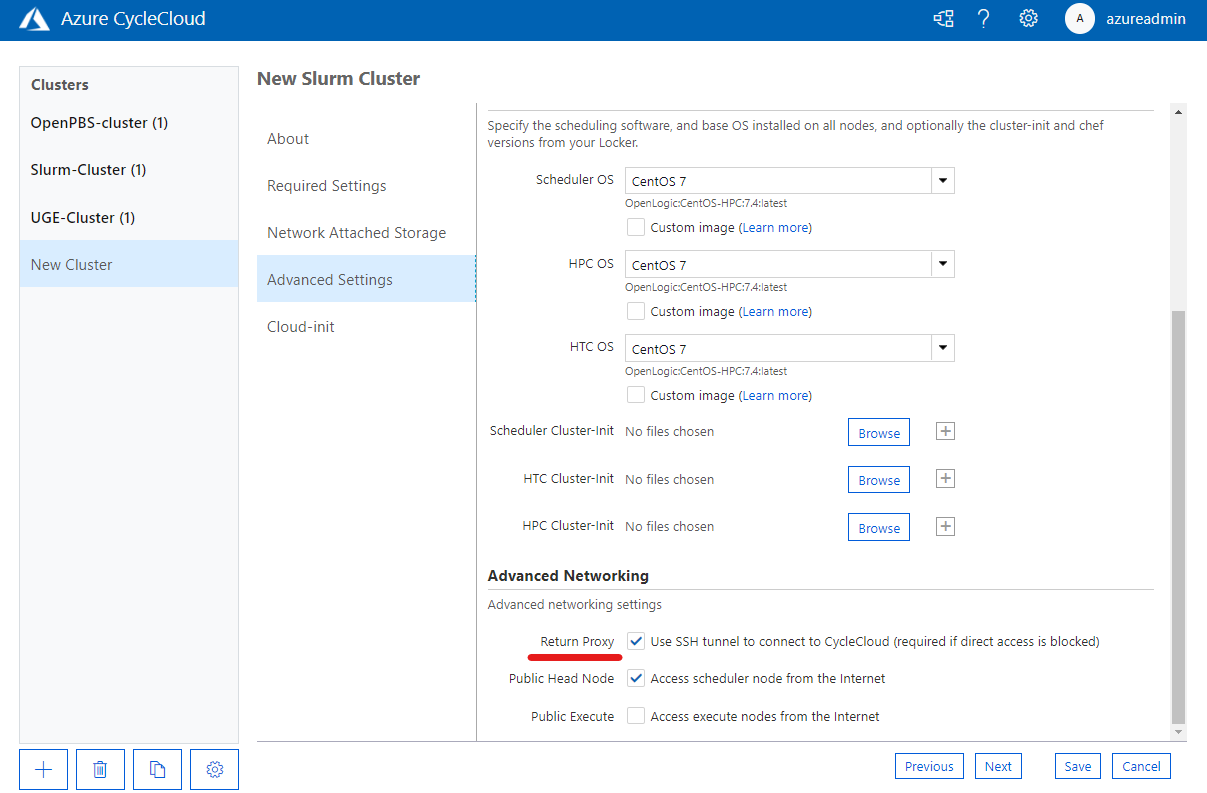 Azure CycleCloud
A
azureadmin
Clusters
OpenPBS-cluster (1)
Slurm-Cluster (1)
UGE-Cluster (1)
New Cluster
New Slurm Cluster
About
Required Settings
Network Attached Storage
Advanced Settings
Cloud-init
Specify the scheduling software, and base OS installed on all nodes, and optionally the cluster-init and chef
versions from your Locker.
Scheduler OS CentOS 7
OpenLogic:CentOS-HPC:7.4:latest
Custom image (Learn more)
HPC OS CentOS 7
OpenLogic:CentOS-HPC:7.4:latest
Custom image (Learn more)
HTC OS CentOS 7
OpenLogic:CentOS-HPC:7.4:latest
Custom image (Learn more)
Scheduler Cluster-Init No files chosen Browse
HTC Cluster-Init No files chosen Browse
HPC Cluster-Init No files chosen Browse
Advanced Networking
Advanced networking settings
Return Proxy Use SSH tunnel to connect to CycleCloud (required if direct access is blocked)
Public Head Node Access scheduler node from the Internet
Public Execute Access execute nodes from the Internet
Previous Next Save Cancel